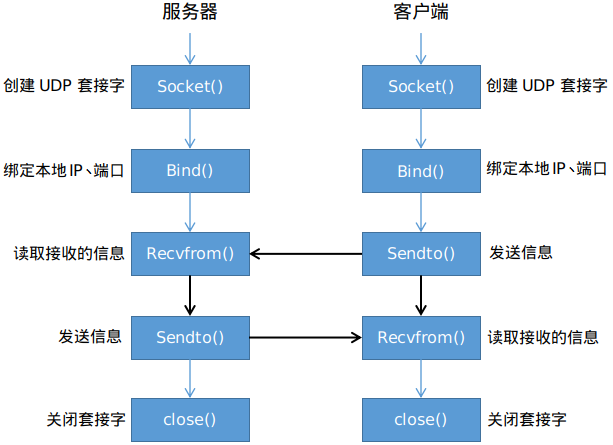 服务器 客户端
创建 UDP 套接字 Socket() Socket() 创建 UDP 套接字
绑定本地IP、端口 Bind() Bind() 绑定本地IP、端口
读取接收的信息 Recvfrom() Sendto() 发送信息
发送信息 Sendto() Recvfrom() 读取接收的信息
关闭套接字 close() close() 关闭套接字